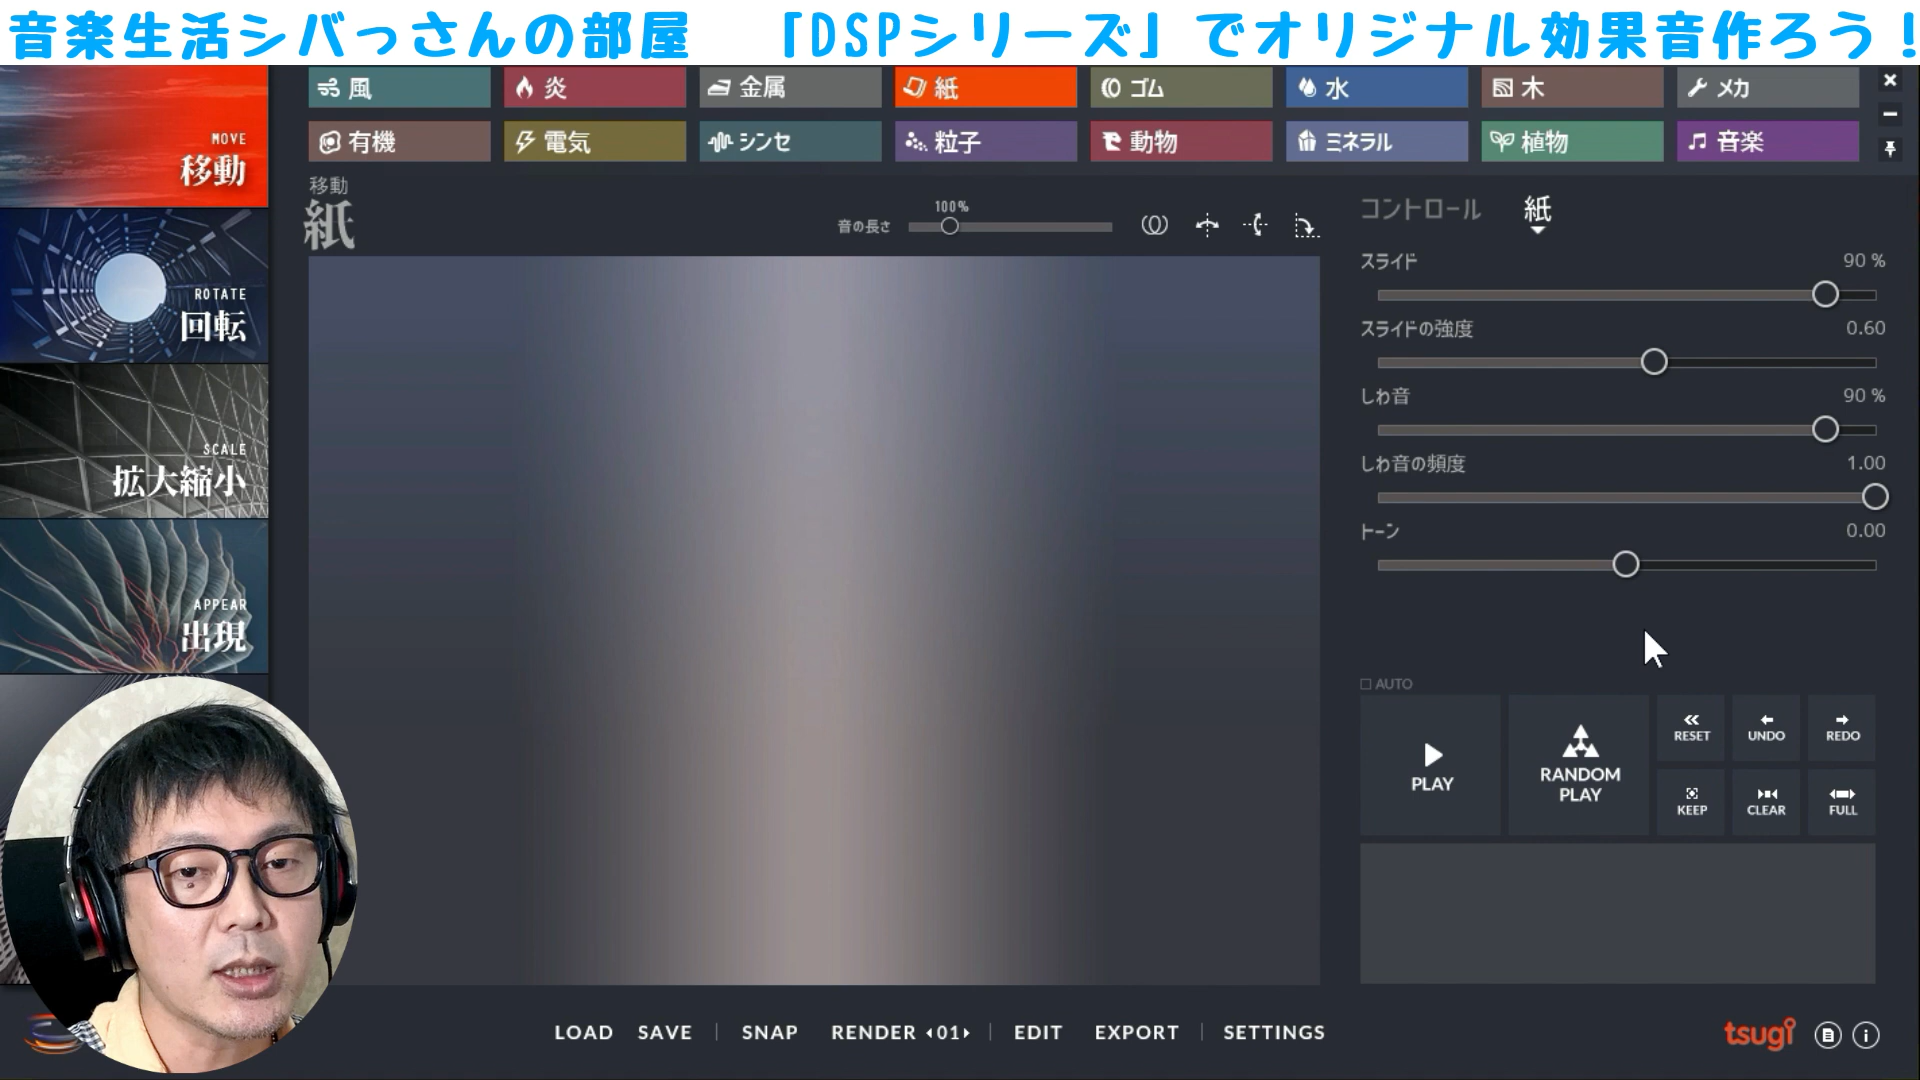 音楽生活シバっさんの部屋 「DSPシリーズ」でオリジナル効果音作ろう！
MOVE
移動
ROTATE
回転
SCALE
拡大縮小
APPEAR
出現
風 炎 金属 紙 ゴム 水 木 メカ
有機 電気 シンセ 粒子 動物 ミネラル 植物 音楽
移動
紙
音の長さ 100%
コントロール 紙
スライド 90 %
スライドの強度 0.60
しわ音 90 %
しわ音の頻度 1.00
トーン 0.00
AUTO
PLAY
RANDOM
PLAY
RESET UNDO REDO
KEEP CLEAR FULL
LOAD SAVE | SNAP RENDER 01 | EDIT EXPORT | SETTINGS
tsugi